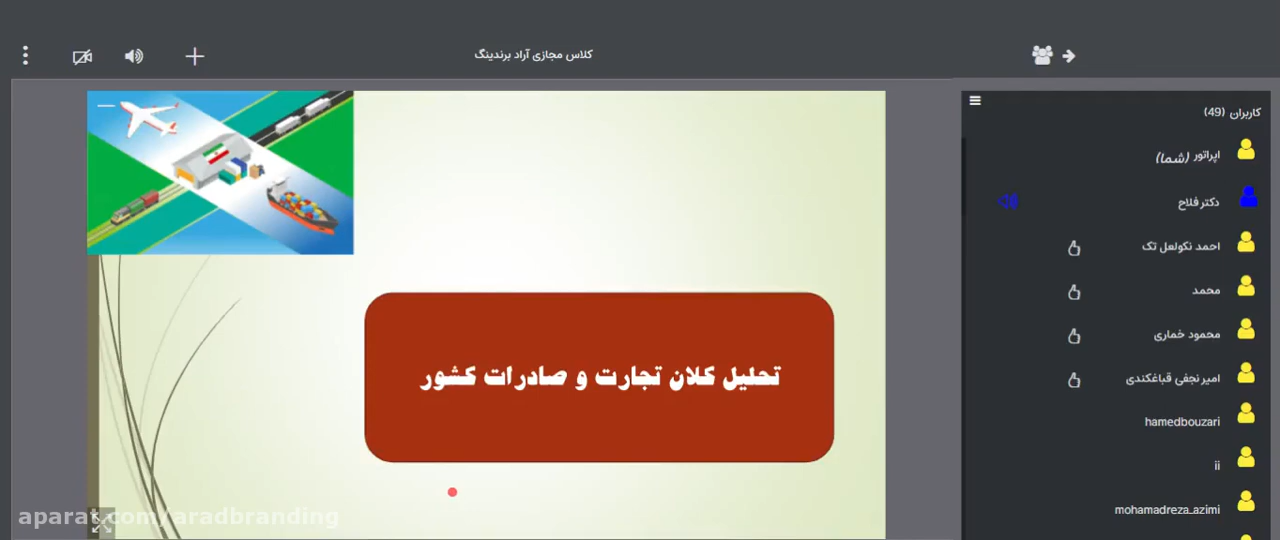 کلاس مجازی آراد برندینگ
تحلیل کلان تجارت و صادرات کشور
کاربران (49)
اپراتور (شما)
دکتر فلاح
احمد نکولعل تک
محمد
محمود خماری
امیر نجفی قباغکندی
hamedbouzari
ii
mohamadreza_azimi
aparat.com/aradbranding